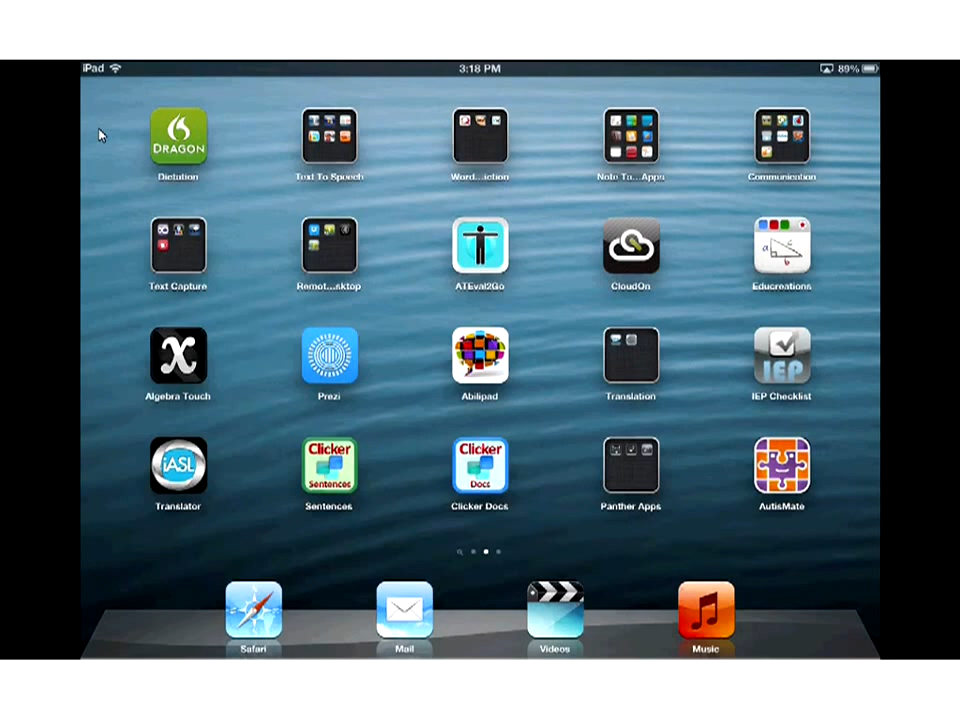 iPad 3:18 PM 89%
DRAGON
Dictation Text To Speech Word...iction Note Ta...Apps Communication
a c b
Text Capture Remot...sktop ATEval2Go CloudOn Educreations
x IEP
Algebra Touch Prezi Abilipad Translation IEP Checklist
iASL Clicker Sentences Clicker Docs
Translator Sentences Clicker Docs Panther Apps AutisMate
Safari Mail Videos Music